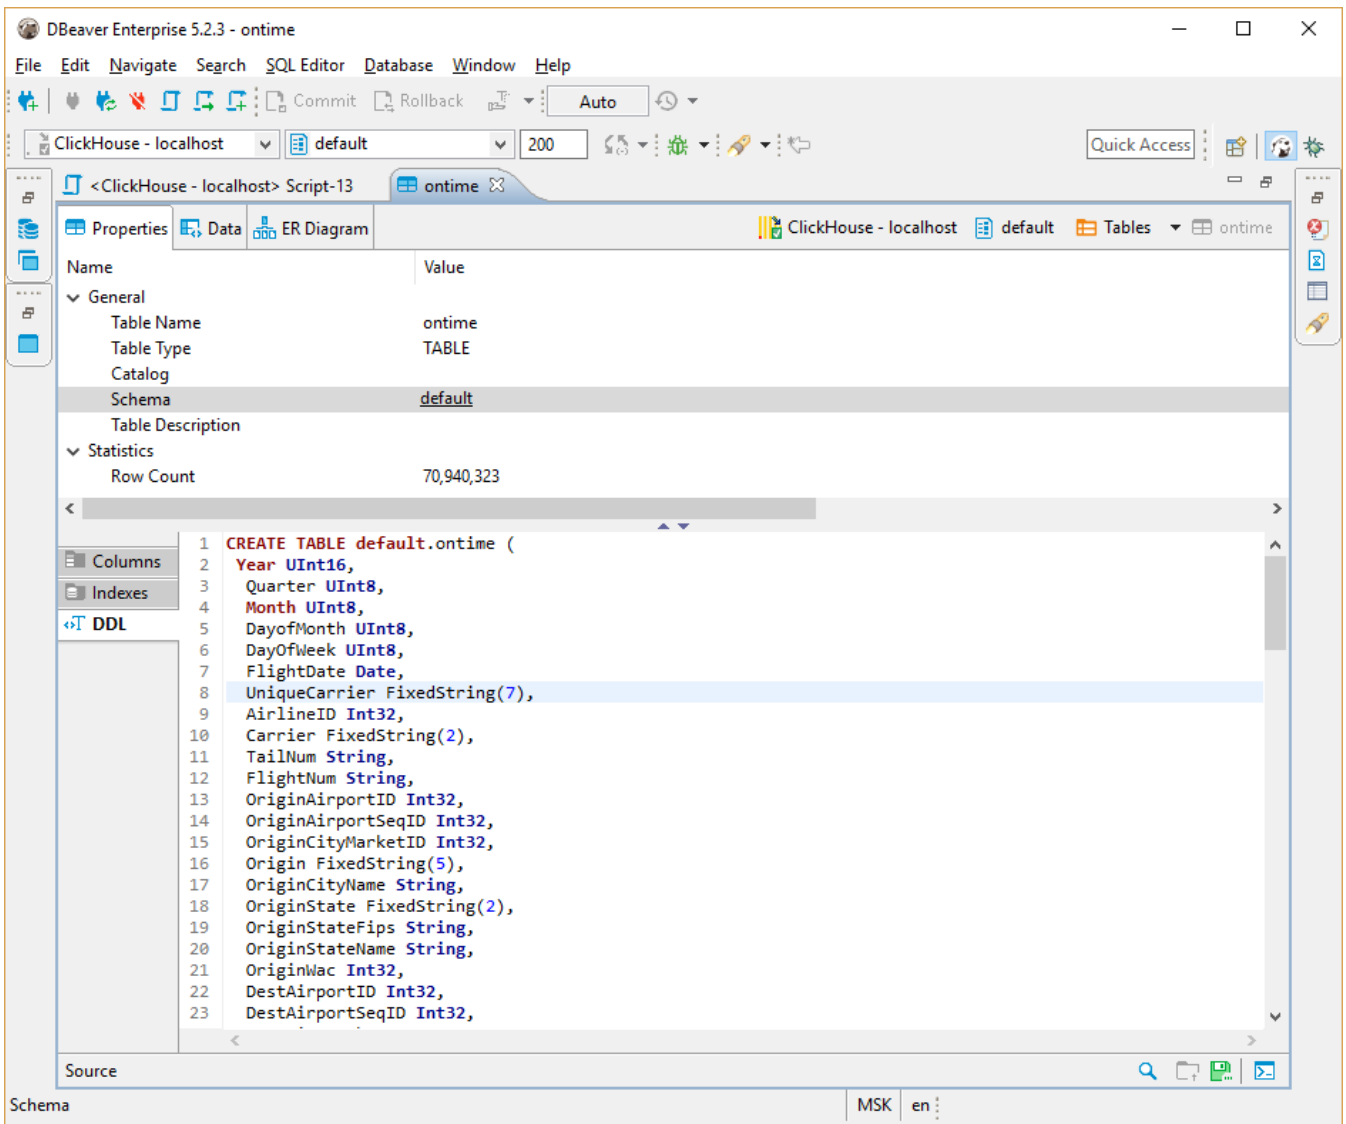 DBeaver Enterprise 5.2.3 - ontime
File Edit Navigate Search SQL Editor Database Window Help
Commit Rollback Auto
ClickHouse - localhost default 200 Quick Access
<ClickHouse - localhost> Script-13 ontime
Properties Data ER Diagram ClickHouse - localhost default Tables ontime
Name Value
General
Table Name ontime
Table Type TABLE
Catalog
Schema default
Table Description
Statistics
Row Count 70,940,323
Columns
Indexes
DDL
1 CREATE TABLE default.ontime (
2 Year UInt16,
3 Quarter UInt8,
4 Month UInt8,
5 DayofMonth UInt8,
6 DayOfWeek UInt8,
7 FlightDate Date,
8 UniqueCarrier FixedString(7),
9 AirlineID Int32,
10 Carrier FixedString(2),
11 TailNum String,
12 FlightNum String,
13 OriginAirportID Int32,
14 OriginAirportSeqID Int32,
15 OriginCityMarketID Int32,
16 Origin FixedString(5),
17 OriginCityName String,
18 OriginState FixedString(2),
19 OriginStateFips String,
20 OriginStateName String,
21 OriginWac Int32,
22 DestAirportID Int32,
23 DestAirportSeqID Int32,
Source
Schema MSK en